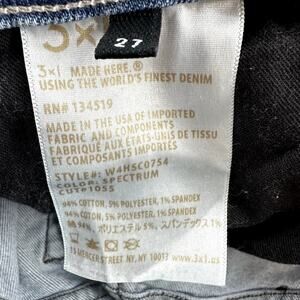 3×1
27
3×1 MADE HERE.®
USING THE WORLD'S FINEST DENIM
RN# 134519
MADE IN THE USA OF IMPORTED
FABRIC AND COMPONENTS
FABRIQUÉ AUX ÉTATS-UNIS DE TISSU
ET COMPOSANTS IMPORTÉS
STYLE#: W4HSC0754
COLOR: SPECTRUM
CUT#1055
94% COTTON, 5% POLYESTER, 1% SPANDEX
94% COTON, 5% POLYESTER, 1% SPANDEX
綿 94%, ポリエステル 5%, スパンデックス 1%
15 MERCER STREET NY, NY 10013 www.3x1.us